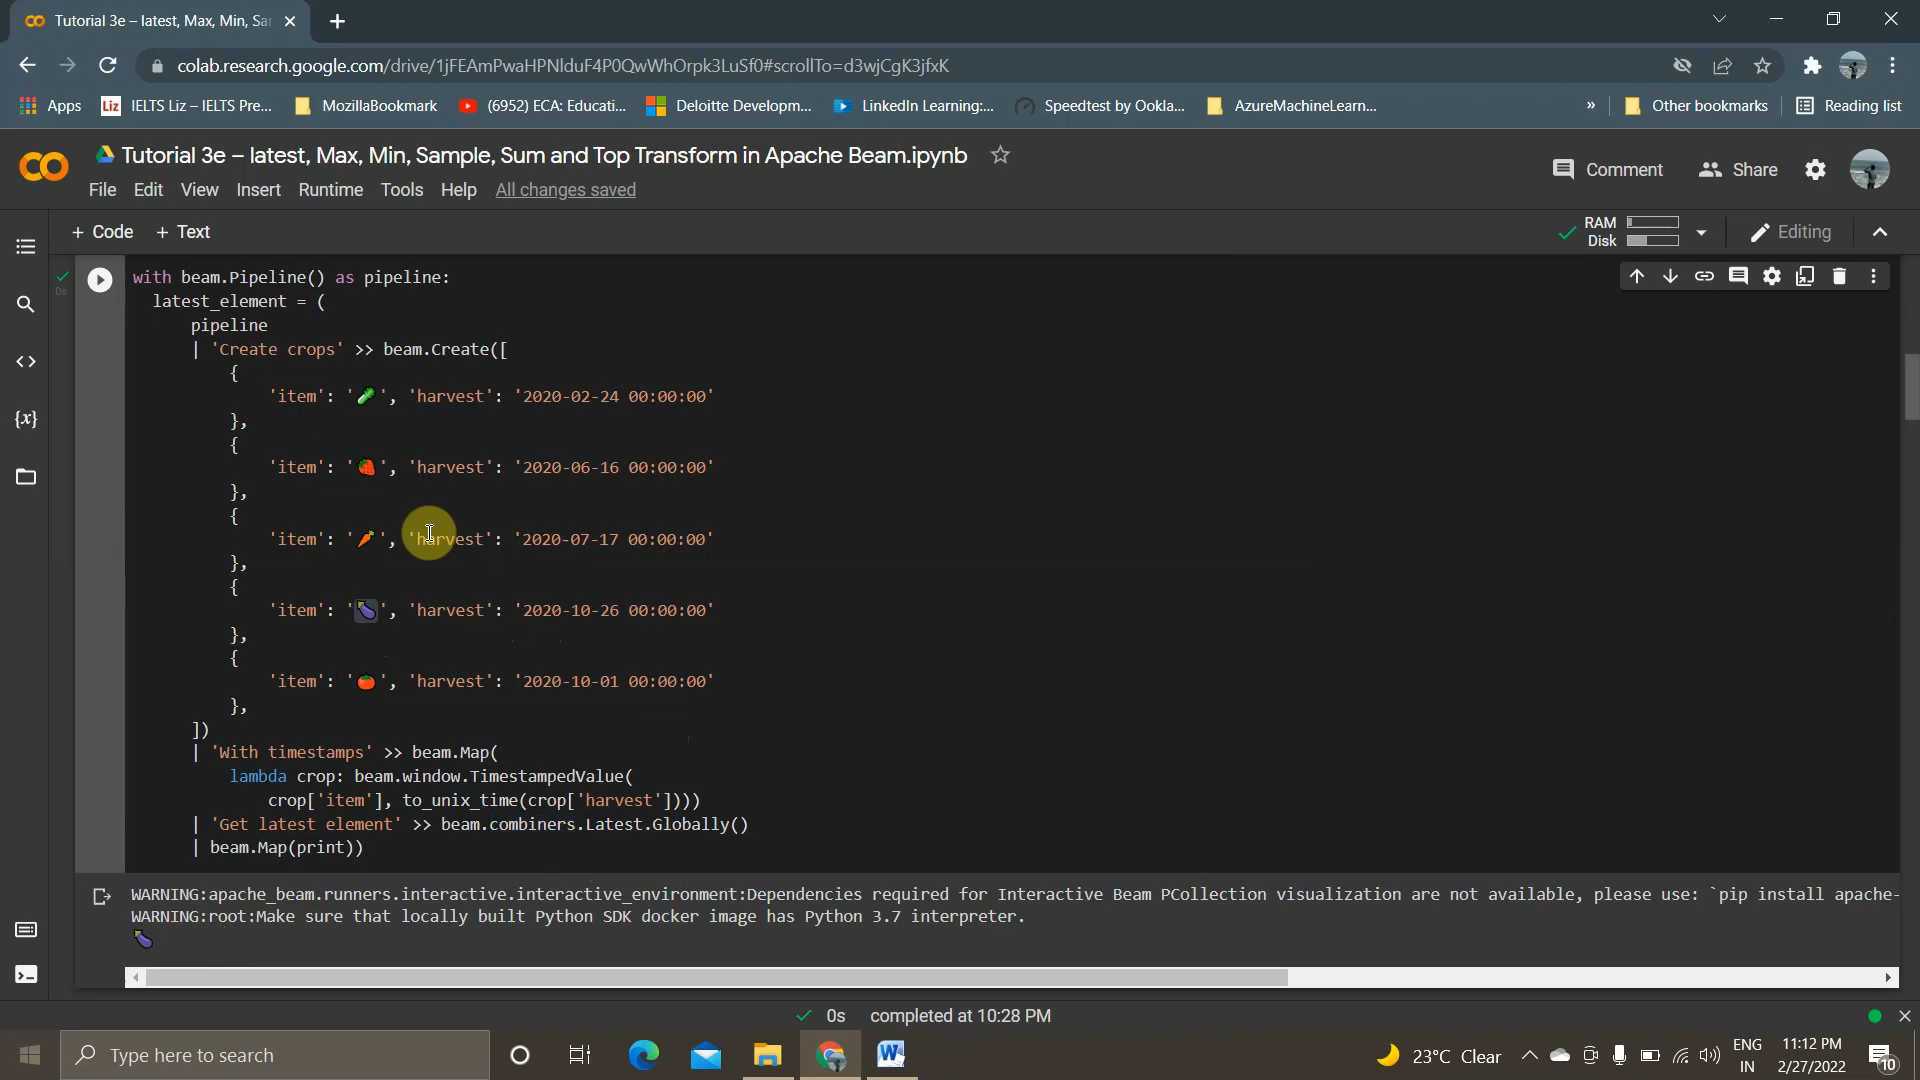 Tutorial 3e – latest, Max, Min, Sa
colab.research.google.com/drive/1jFEAmPwaHPNlduF4P0QwWhOrpk3LuSf0#scrollTo=d3wjCgK3jfxK
Apps
Liz
IELTS Liz – IELTS Pre...
MozillaBookmark
(6952) ECA: Educati...
Deloitte Developm...
LinkedIn Learning:...
Speedtest by Ookla...
AzureMachineLearn...
»
Other bookmarks
Reading list
Tutorial 3e – latest, Max, Min, Sample, Sum and Top Transform in Apache Beam.ipynb
Comment
Share
File Edit View Insert Runtime Tools Help All changes saved
+ Code + Text
RAM
Disk
Editing
with beam.Pipeline() as pipeline:
latest_element = (
pipeline
| 'Create crops' >> beam.Create([
{
'item': '🥒', 'harvest': '2020-02-24 00:00:00'
},
{
'item': '🍓', 'harvest': '2020-06-16 00:00:00'
},
{
'item': '🥕', 'harvest': '2020-07-17 00:00:00'
},
{
'item': '🍆', 'harvest': '2020-10-26 00:00:00'
},
{
'item': '🍅', 'harvest': '2020-10-01 00:00:00'
},
])
| 'With timestamps' >> beam.Map(
lambda crop: beam.window.TimestampedValue(
crop['item'], to_unix_time(crop['harvest'])))
| 'Get latest element' >> beam.combiners.Latest.Globally()
| beam.Map(print))
0s
{x}
WARNING:apache_beam.runners.interactive.interactive_environment:Dependencies required for Interactive Beam PCollection visualization are not available, please use: `pip install apache-
WARNING:root:Make sure that locally built Python SDK docker image has Python 3.7 interpreter.
🍆
0s completed at 10:28 PM
Type here to search
23°C Clear
ENG
IN
11:12 PM
2/27/2022
10